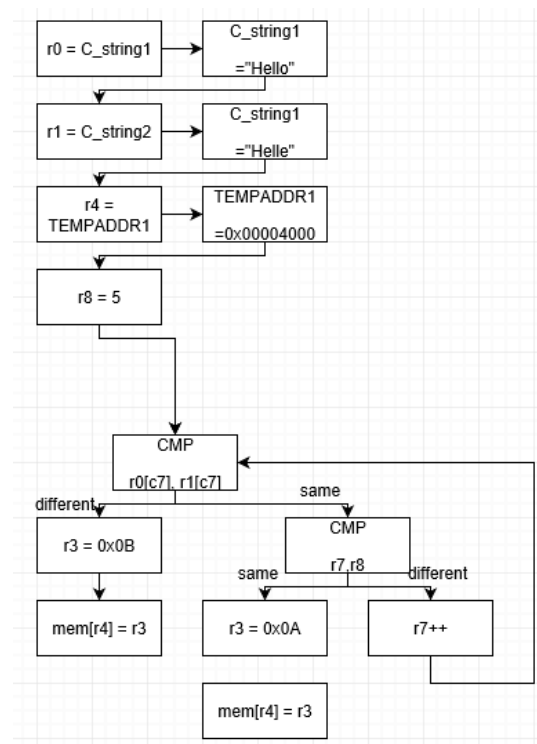 r0 = C_string1
C_string1
="Hello"
r1 = C_string2
C_string1
="Helle"
r4 =
TEMPADDR1
TEMPADDR1
=0x00004000
r8 = 5
CMP
r0[c7], r1[c7]
different
same
r3 = 0x0B
CMP
r7,r8
same
different
mem[r4] = r3
r3 = 0x0A
r7++
mem[r4] = r3